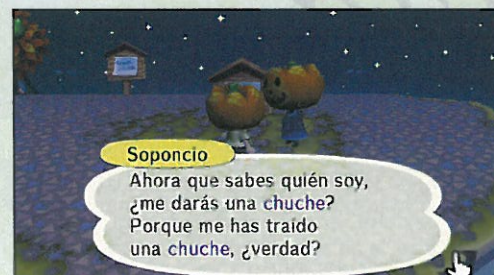 Soponcio
Ahora que sabes quién soy,
¿me darás una chuche?
Porque me has traído
una chuche, ¿verdad?